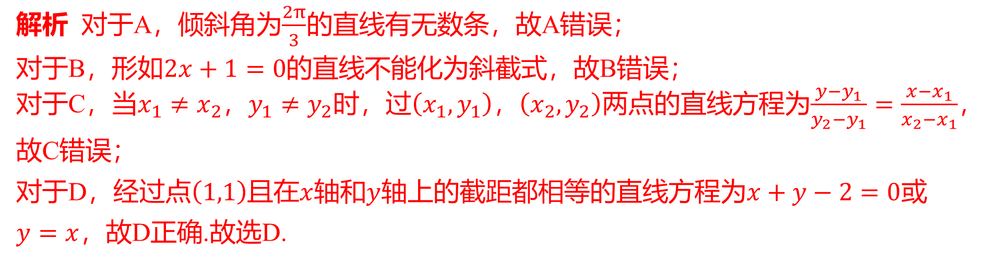 解析 对于A，倾斜角为$\frac{2\pi}{3}$的直线有无数条，故A错误；
对于B，形如$2x+1=0$的直线不能化为斜截式，故B错误；
对于C，当$x_1\neq x_2$，$y_1\neq y_2$时，过$(x_1,y_1)$，$(x_2,y_2)$两点的直线方程为$\frac{y-y_1}{y_2-y_1}=\frac{x-x_1}{x_2-x_1}$，
故C错误；
对于D，经过点$(1,1)$且在$x$轴和$y$轴上的截距都相等的直线方程为$x+y-2=0$或
$y=x$，故D正确.故选D.